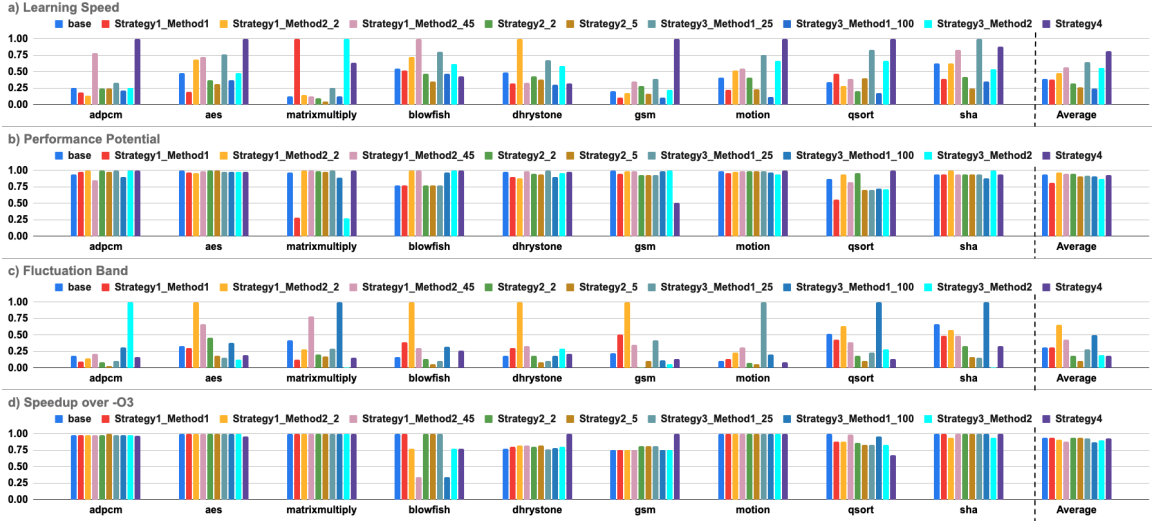 a) Learning Speed
base Strategy1_Method1 Strategy1_Method2_2 Strategy1_Method2_45 Strategy2_2 Strategy2_5 Strategy3_Method1_25 Strategy3_Method1_100 Strategy3_Method2 Strategy4
1.00
0.75
0.50
0.25
0.00
adpcm aes matrixmultiply blowfish dhrystone gsm motion qsort sha Average
b) Performance Potential
base Strategy1_Method1 Strategy1_Method2_2 Strategy1_Method2_45 Strategy2_2 Strategy2_5 Strategy3_Method1_25 Strategy3_Method1_100 Strategy3_Method2 Strategy4
1.00
0.75
0.50
0.25
0.00
adpcm aes matrixmultiply blowfish dhrystone gsm motion qsort sha Average
c) Fluctuation Band
base Strategy1_Method1 Strategy1_Method2_2 Strategy1_Method2_45 Strategy2_2 Strategy2_5 Strategy3_Method1_25 Strategy3_Method1_100 Strategy3_Method2 Strategy4
1.00
0.75
0.50
0.25
0.00
adpcm aes matrixmultiply blowfish dhrystone gsm motion qsort sha Average
d) Speedup over -O3
base Strategy1_Method1 Strategy1_Method2_2 Strategy1_Method2_45 Strategy2_2 Strategy2_5 Strategy3_Method1_25 Strategy3_Method1_100 Strategy3_Method2 Strategy4
1.00
0.75
0.50
0.25
0.00
adpcm aes matrixmultiply blowfish dhrystone gsm motion qsort sha Average